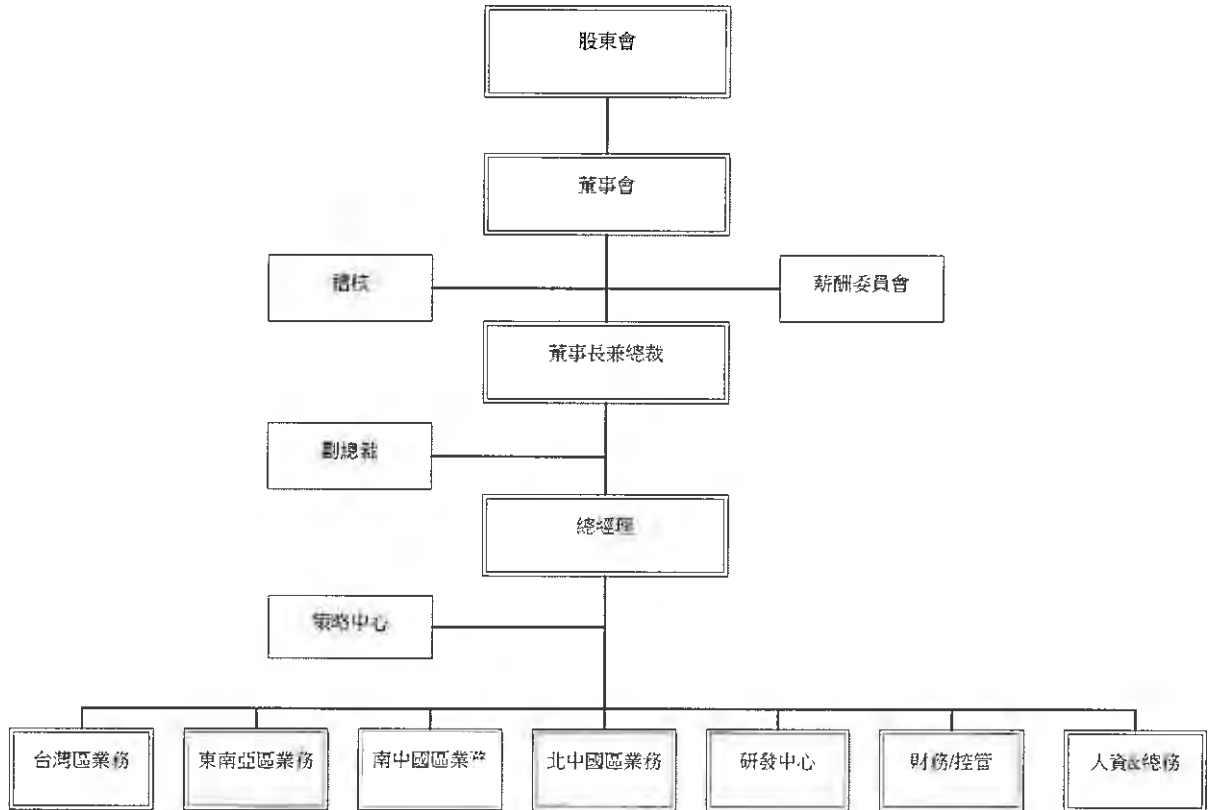 股東會
董事會
稽核
薪酬委員會
董事長兼總裁
副總裁
總經理
策略中心
台灣區業務
東南亞區業務
南中國區業務
北中國區業務
研發中心
財務/控管
人資&總務